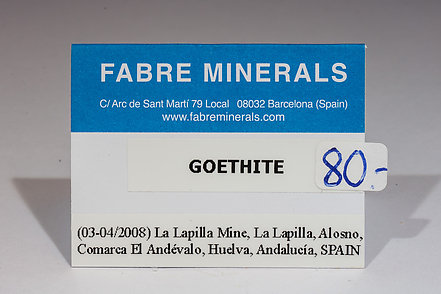 FABRE MINERALS
C/ Arc de Sant Martí 79 Local 08032 Barcelona (Spain)
www.fabreminerals.com
GOETHITE
80.-
(03-04/2008) La Lapilla Mine, La Lapilla, Alosno,
Comarca El Andévalo, Huelva, Andalucía, SPAIN